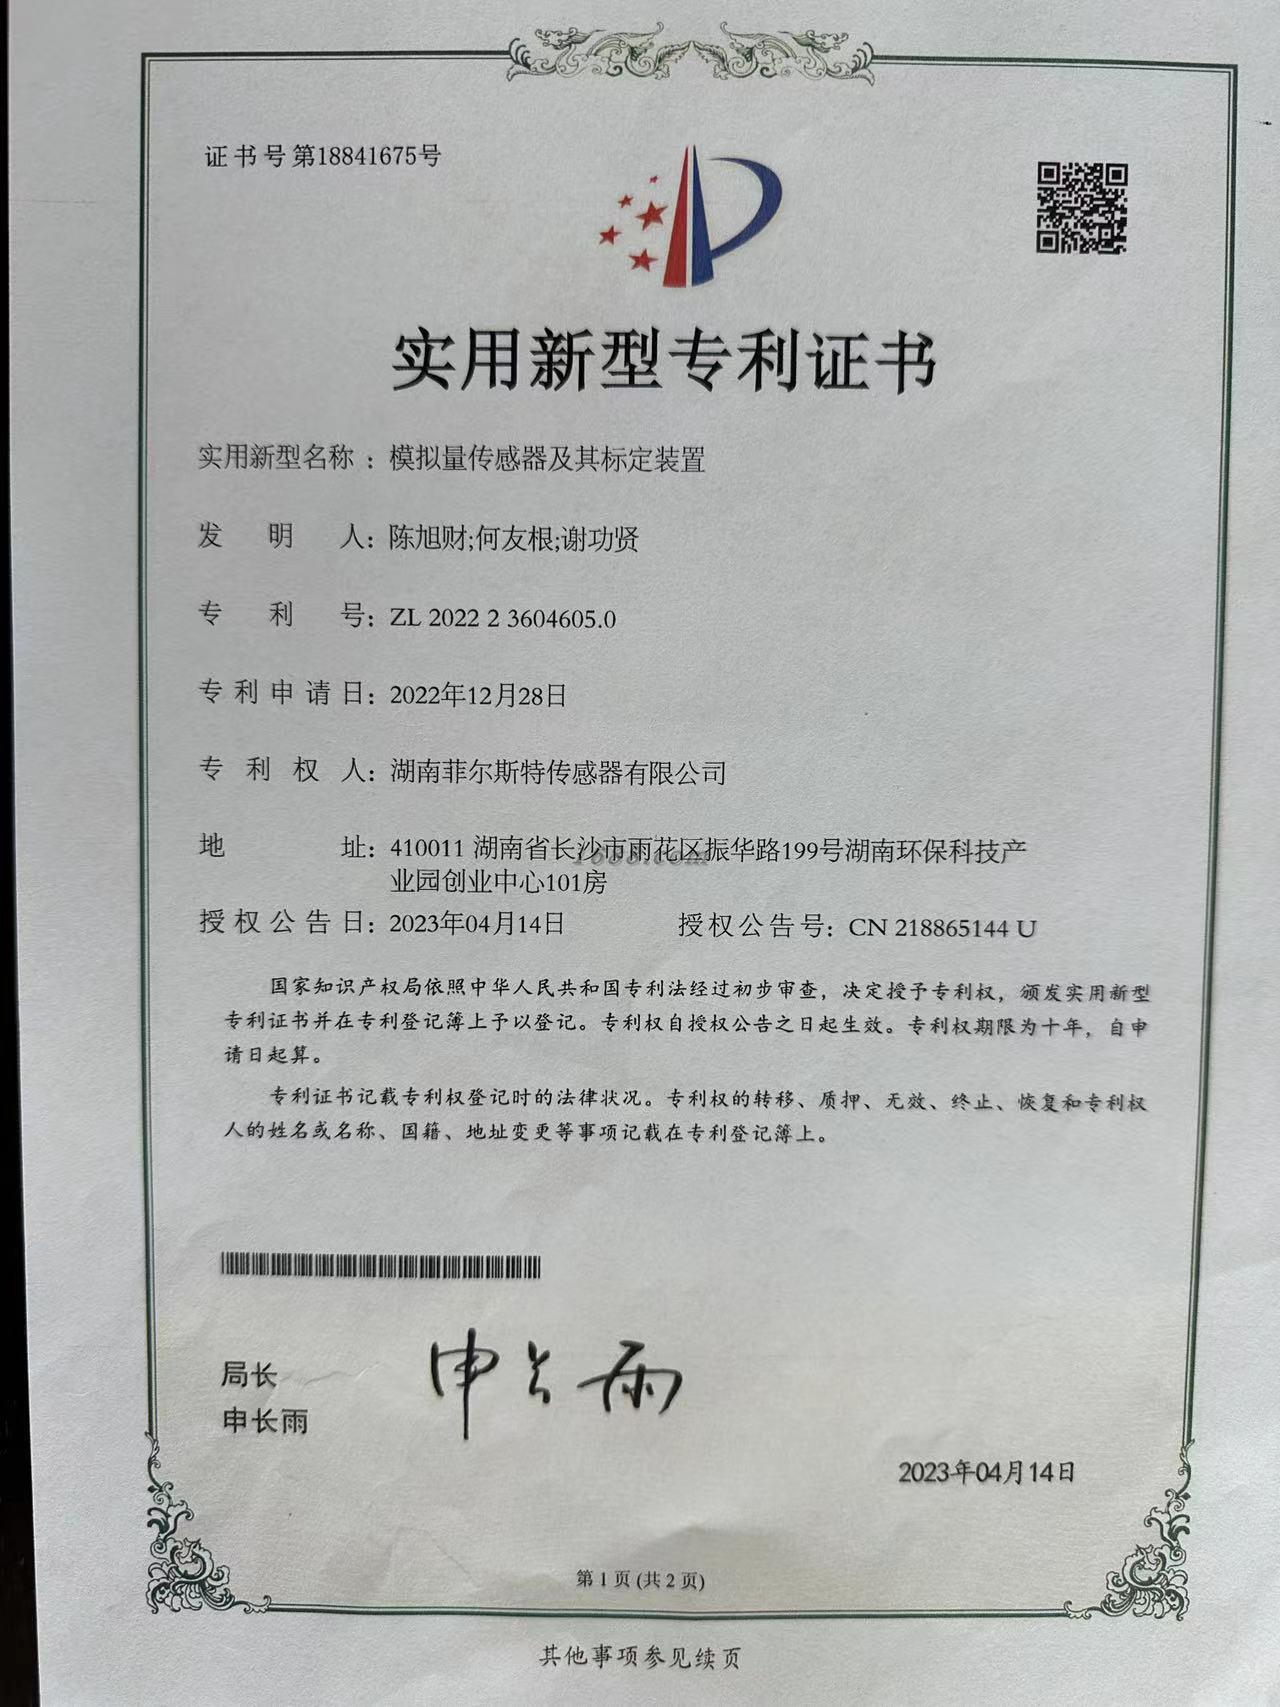 证书号第18841675号
实用新型专利证书
实用新型名称：模拟量传感器及其标定装置
发明人：陈旭财;何友根;谢功贤
专利号：ZL 2022 2 3604605.0
专利申请日：2022年12月28日
专利权人：湖南菲尔斯特传感器有限公司
地址：410011 湖南省长沙市雨花区振华路199号湖南环保科技产
业园创业中心101房
1688.com
授权公告日：2023年04月14日 授权公告号：CN 218865144 U
国家知识产权局依照中华人民共和国专利法经过初步审查，决定授予专利权，颁发实用新型
专利证书并在专利登记簿上予以登记。专利权自授权公告之日起生效。专利权期限为十年，自申
请日起算。
专利证书记载专利权登记时的法律状况。专利权的转移、质押、无效、终止、恢复和专利权
人的姓名或名称、国籍、地址变更等事项记载在专利登记簿上。
局长
申长雨
申长雨
2023年04月14日
第 1 页 (共 2 页)
其他事项参见续页